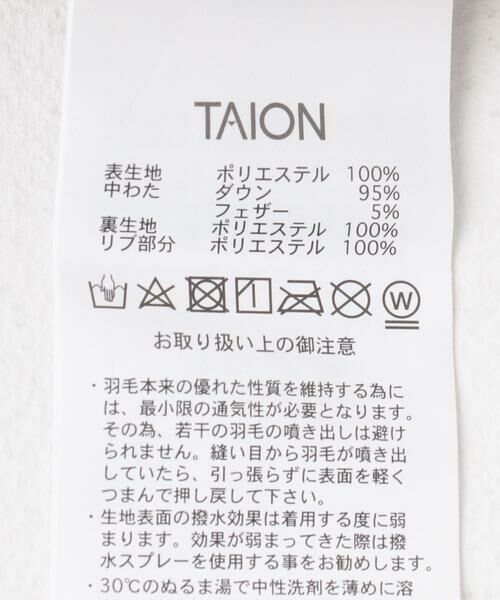 TAION
表生地 ポリエステル 100%
中わた ダウン 95%
フェザー 5%
裏生地 ポリエステル 100%
リブ部分 ポリエステル 100%
W
お取り扱い上の御注意
・羽毛本来の優れた性質を維持する為に
は、最小限の通気性が必要となります。
その為、若干の羽毛の噴き出しは避け
られません。縫い目から羽毛が噴き出
していたら、引っ張らずに表面を軽く
つまんで押し戻して下さい。
・生地表面の撥水効果は着用する度に弱
まります。効果が弱まってきた際は撥
水スプレーを使用する事をお勧めします。
・30℃のぬるま湯で中性洗剤を薄めに溶